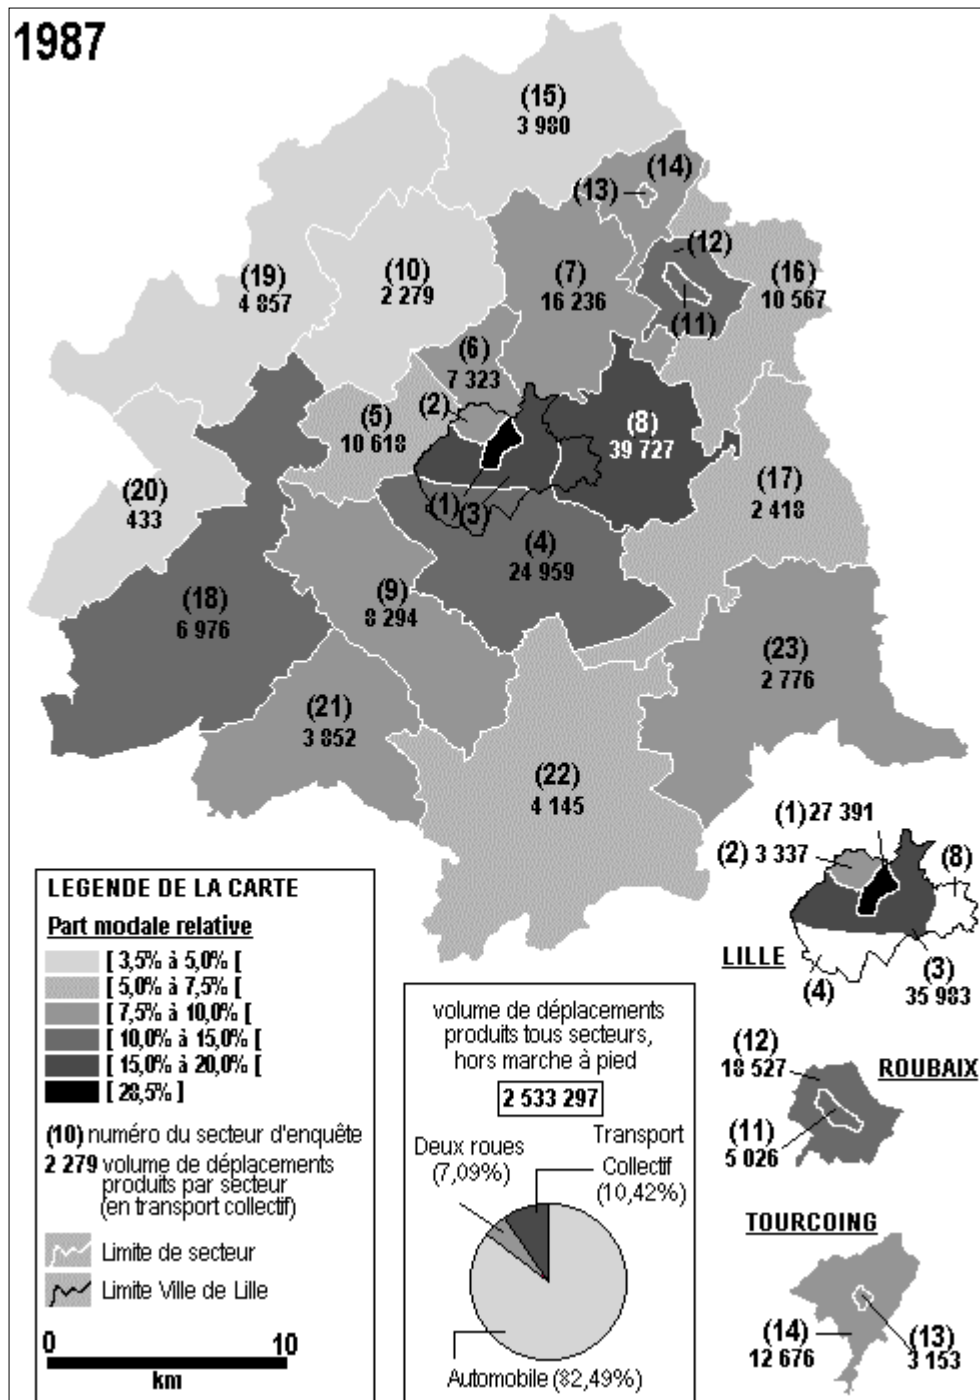 1987
(15)
3 980
(14)
(13)
(12)
(16)
10 567
(19)
4 857
(10)
2 279
(7)
16 236
(11)
(6)
7 323
(2)
(5)
10 618
(8)
39 727
(20)
433
(1)
(3)
(17)
2 418
(4)
24 959
(18)
6 976
(9)
8 294
(23)
2 776
(21)
3 852
(22)
4 145
(1) 27 391
(2) 3 337
(8)
LILLE
(4)
(3)
35 983
LEGENDE DE LA CARTE
Part modale relative
[ 3,5% à 5,0% [
[ 5,0% à 7,5% [
[ 7,5% à 10,0% [
[ 10,0% à 15,0% [
[ 15,0% à 20,0% [
[ 28,5% ]
(10) numéro du secteur d'enquête
2 279 volume de déplacements
produits par secteur
(en transport collectif)
Limite de secteur
Limite Ville de Lille
0 10
km
volume de déplacements
produits tous secteurs,
hors marche à pied
2 533 297
Deux roues
(7,09%)
Transport
Collectif
(10,42%)
Automobile (82,49%)
(12)
18 527
ROUBAIX
(11)
5 026
TOURCOING
(14)
12 676
(13)
3 153